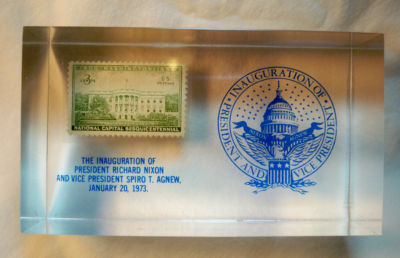 3
CENTS
U.S.
POSTAGE
NATIONAL CAPITAL SESQUICENTENNIAL
THE INAUGURATION OF
PRESIDENT RICHARD NIXON
AND VICE PRESIDENT SPIRO T. AGNEW,
JANUARY 20, 1973.
INAUGURATION OF
PRESIDENT AND VICE PRESIDENT